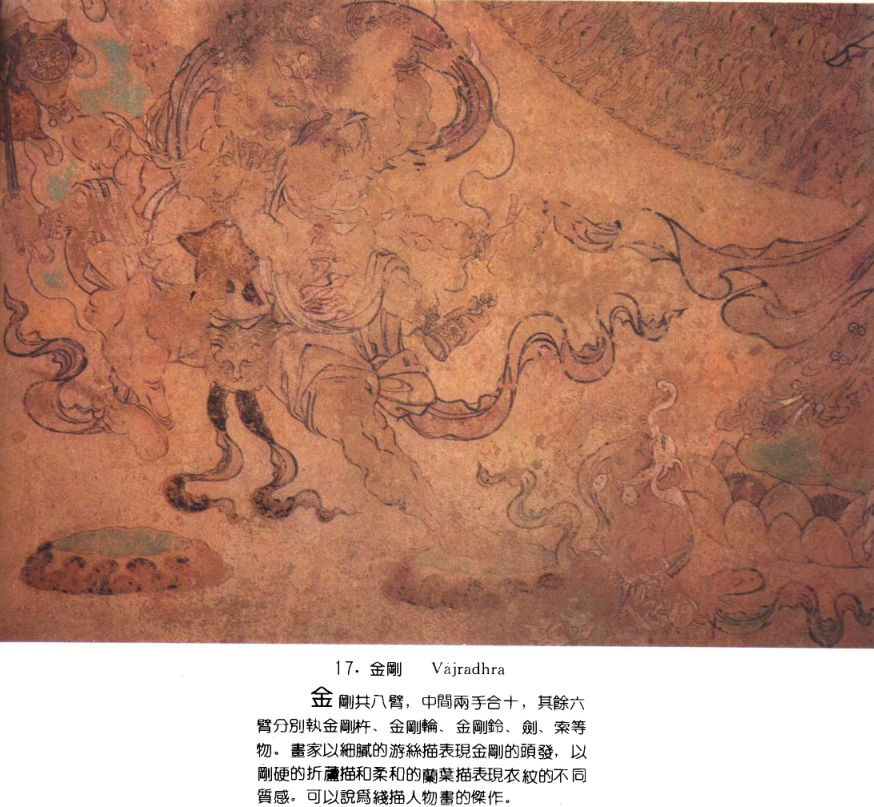 17. 金剛 Vájradhra
金剛共八臂，中間兩手合十，其餘六
臂分別執金剛杵、金剛輪、金剛鈴、劍、索等
物。畫家以細膩的游絲描表現金剛的頭發，以
剛硬的折蘆描和柔和的蘭葉描表現衣紋的不同
質感。可以說爲綫描人物畫的傑作。